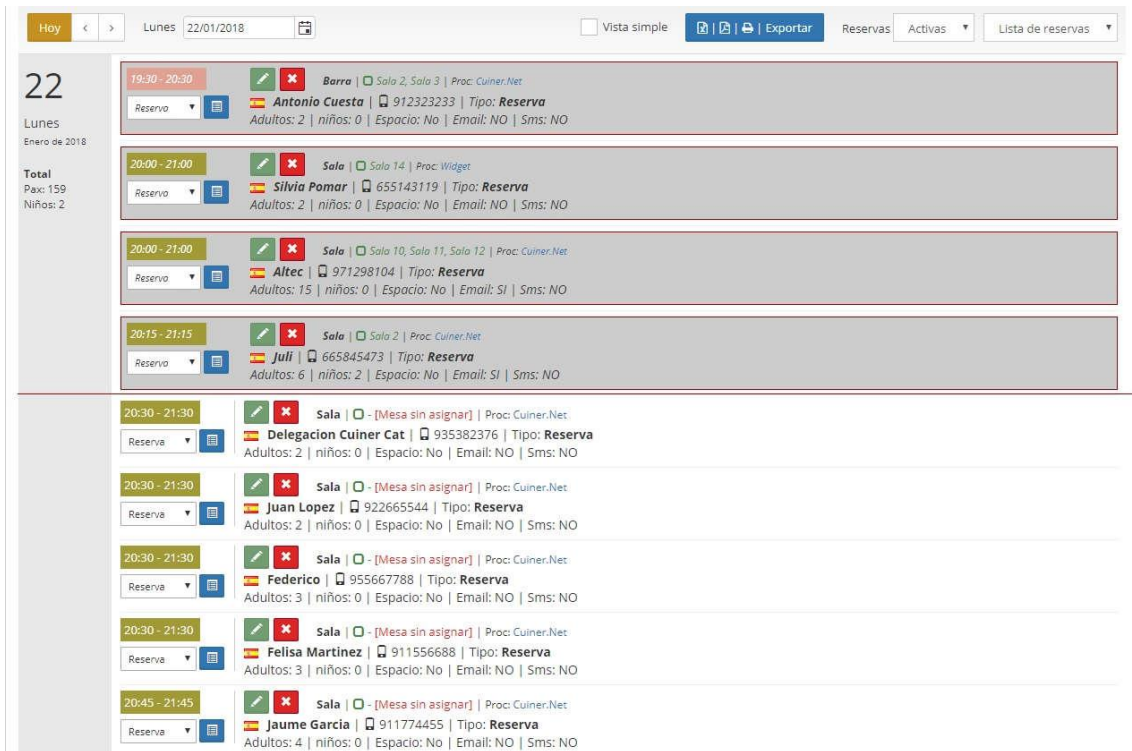 Hoy < > Lunes 22/01/2018 Vista simple | | | Exportar Reservas Activas Lista de reservas
22
Lunes
Enero de 2018
Total
Pax: 159
Niños: 2
19:30 - 20:30 Barra | Sala 2, Sala 3 | Proc: Cuiner.Net
Reserva Antonio Cuesta | 912323233 | Tipo: Reserva
Adultos: 2 | niños: 0 | Espacio: No | Email: NO | Sms: NO
20:00 - 21:00 Sala | Sala 14 | Proc: Widget
Reserva Silvia Pomar | 655143119 | Tipo: Reserva
Adultos: 2 | niños: 0 | Espacio: No | Email: NO | Sms: NO
20:00 - 21:00 Sala | Sala 10, Sala 11, Sala 12 | Proc: Cuiner.Net
Reserva Altec | 971298104 | Tipo: Reserva
Adultos: 15 | niños: 0 | Espacio: No | Email: SI | Sms: NO
20:15 - 21:15 Sala | Sala 2 | Proc: Cuiner.Net
Reserva Juli | 665845473 | Tipo: Reserva
Adultos: 6 | niños: 2 | Espacio: No | Email: SI | Sms: NO
20:30 - 21:30 Sala | - [Mesa sin asignar] | Proc: Cuiner.Net
Reserva Delegacion Cuiner Cat | 935382376 | Tipo: Reserva
Adultos: 2 | niños: 0 | Espacio: No | Email: NO | Sms: NO
20:30 - 21:30 Sala | - [Mesa sin asignar] | Proc: Cuiner.Net
Reserva Juan Lopez | 922665544 | Tipo: Reserva
Adultos: 2 | niños: 0 | Espacio: No | Email: NO | Sms: NO
20:30 - 21:30 Sala | - [Mesa sin asignar] | Proc: Cuiner.Net
Reserva Federico | 955667788 | Tipo: Reserva
Adultos: 3 | niños: 0 | Espacio: No | Email: NO | Sms: NO
20:30 - 21:30 Sala | - [Mesa sin asignar] | Proc: Cuiner.Net
Reserva Felisa Martinez | 911556688 | Tipo: Reserva
Adultos: 3 | niños: 0 | Espacio: No | Email: NO | Sms: NO
20:45 - 21:45 Sala | - [Mesa sin asignar] | Proc: Cuiner.Net
Reserva Jaume Garcia | 911774455 | Tipo: Reserva
Adultos: 4 | niños: 0 | Espacio: No | Email: NO | Sms: NO